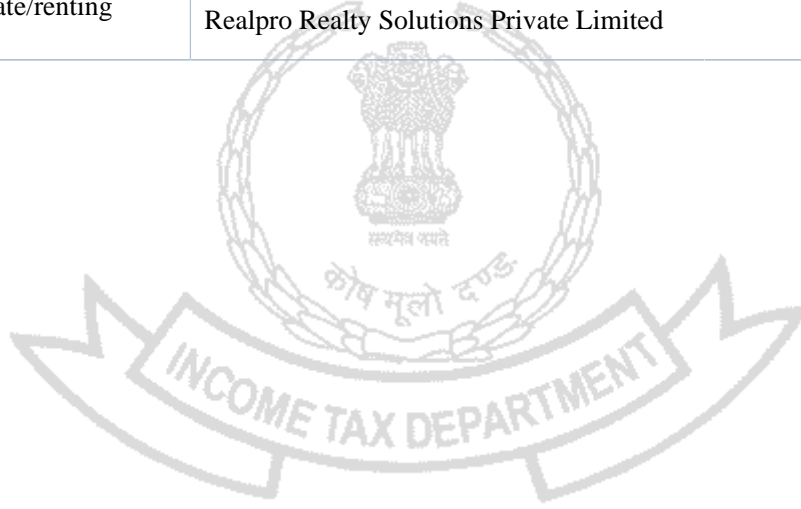 ate/renting
Realpro Realty Solutions Private Limited
सत्यमेव जयते
कोष मूलो दण्डः
INCOME TAX DEPARTMENT